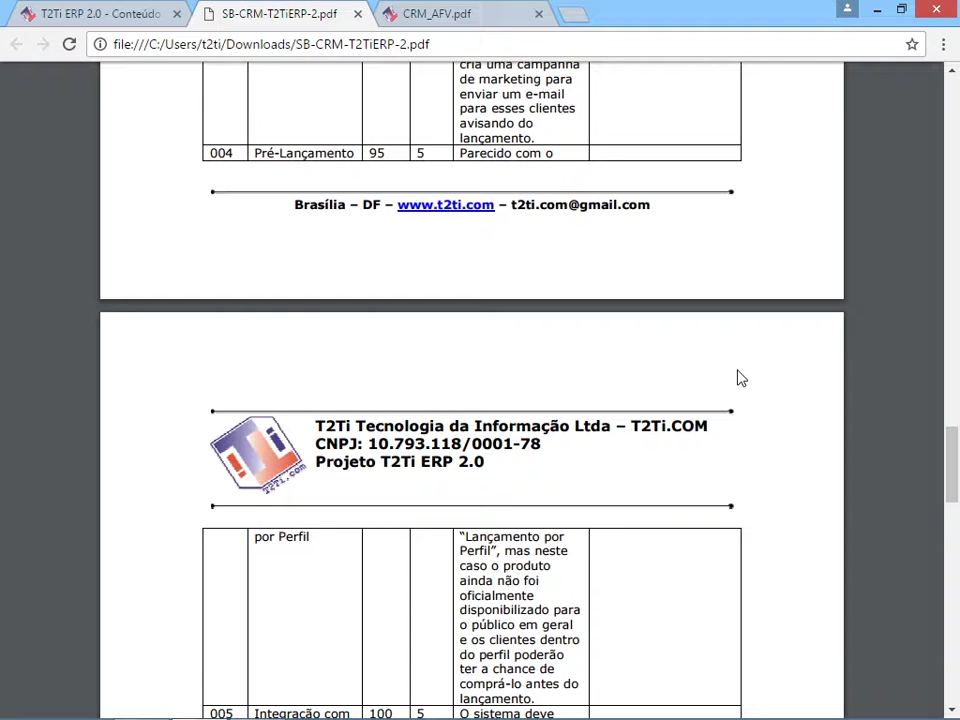 T2Ti ERP 2.0 - Conteúdo
SB-CRM-T2TiERP-2.pdf
CRM_AFV.pdf
file:///C:/Users/t2ti/Downloads/SB-CRM-T2TiERP-2.pdf
cria uma campanha
de marketing para
enviar um e-mail
para esses clientes
avisando do
lançamento.
004 Pré-Lançamento 95 5 Parecido com o
Brasília – DF – www.t2ti.com – t2ti.com@gmail.com
T2Ti.com
T2Ti Tecnologia da Informação Ltda – T2Ti.COM
CNPJ: 10.793.118/0001-78
Projeto T2Ti ERP 2.0
por Perfil “Lançamento por
Perfil”, mas neste
caso o produto
ainda não foi
oficialmente
disponibilizado para
o público em geral
e os clientes dentro
do perfil poderão
ter a chance de
comprá-lo antes do
lançamento.
005 Integração com 100 5 O sistema deve